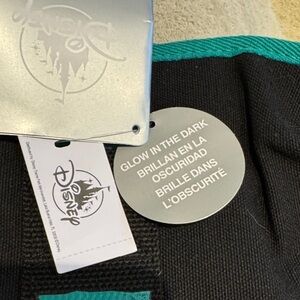 Disney
GLOW IN THE DARK
BRILLAN EN LA
OSCURIDAD
BRILLE DANS
L'OBSCURITÉ
Disney